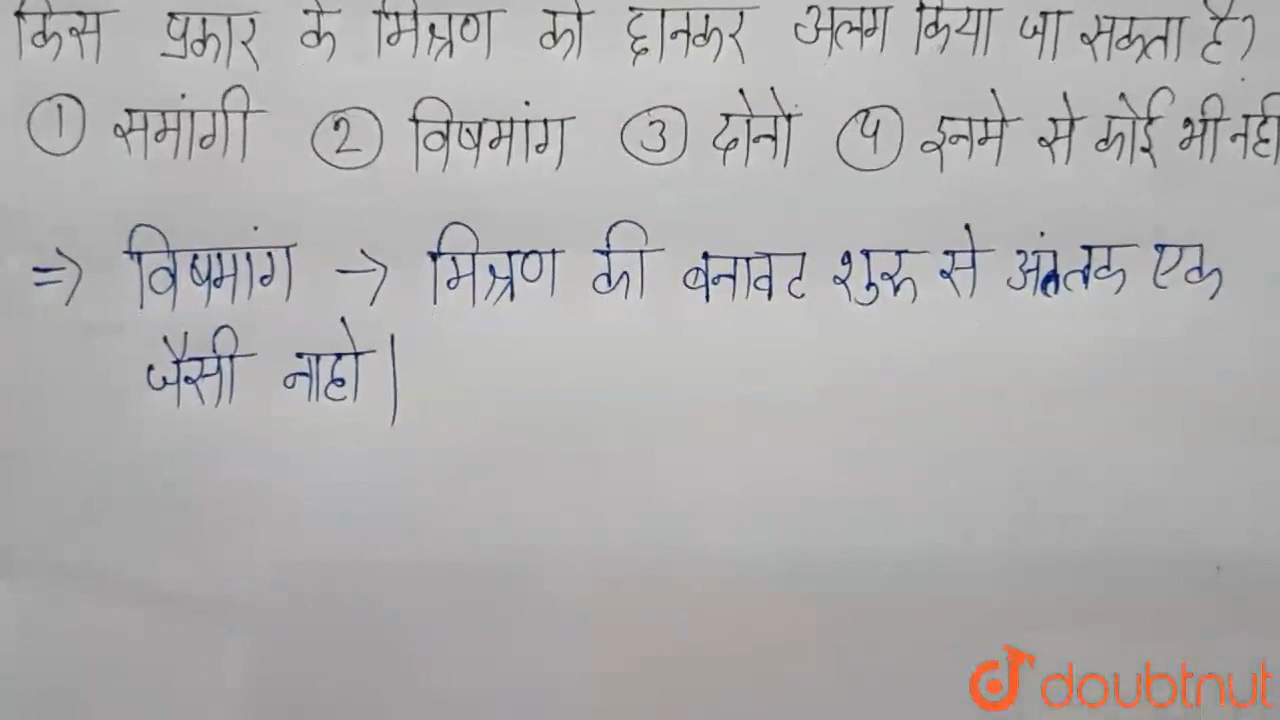 किस प्रकार के मिश्रण को छानकर अलग किया जा सकता है?
① समांगी ② विषमांग ③ दोनों ④ इनमे से कोई भी नही
⇒ विषमांग → मिश्रण की बनावट शुरू से अंततक एक
जैसी नाहो|
doubtnut